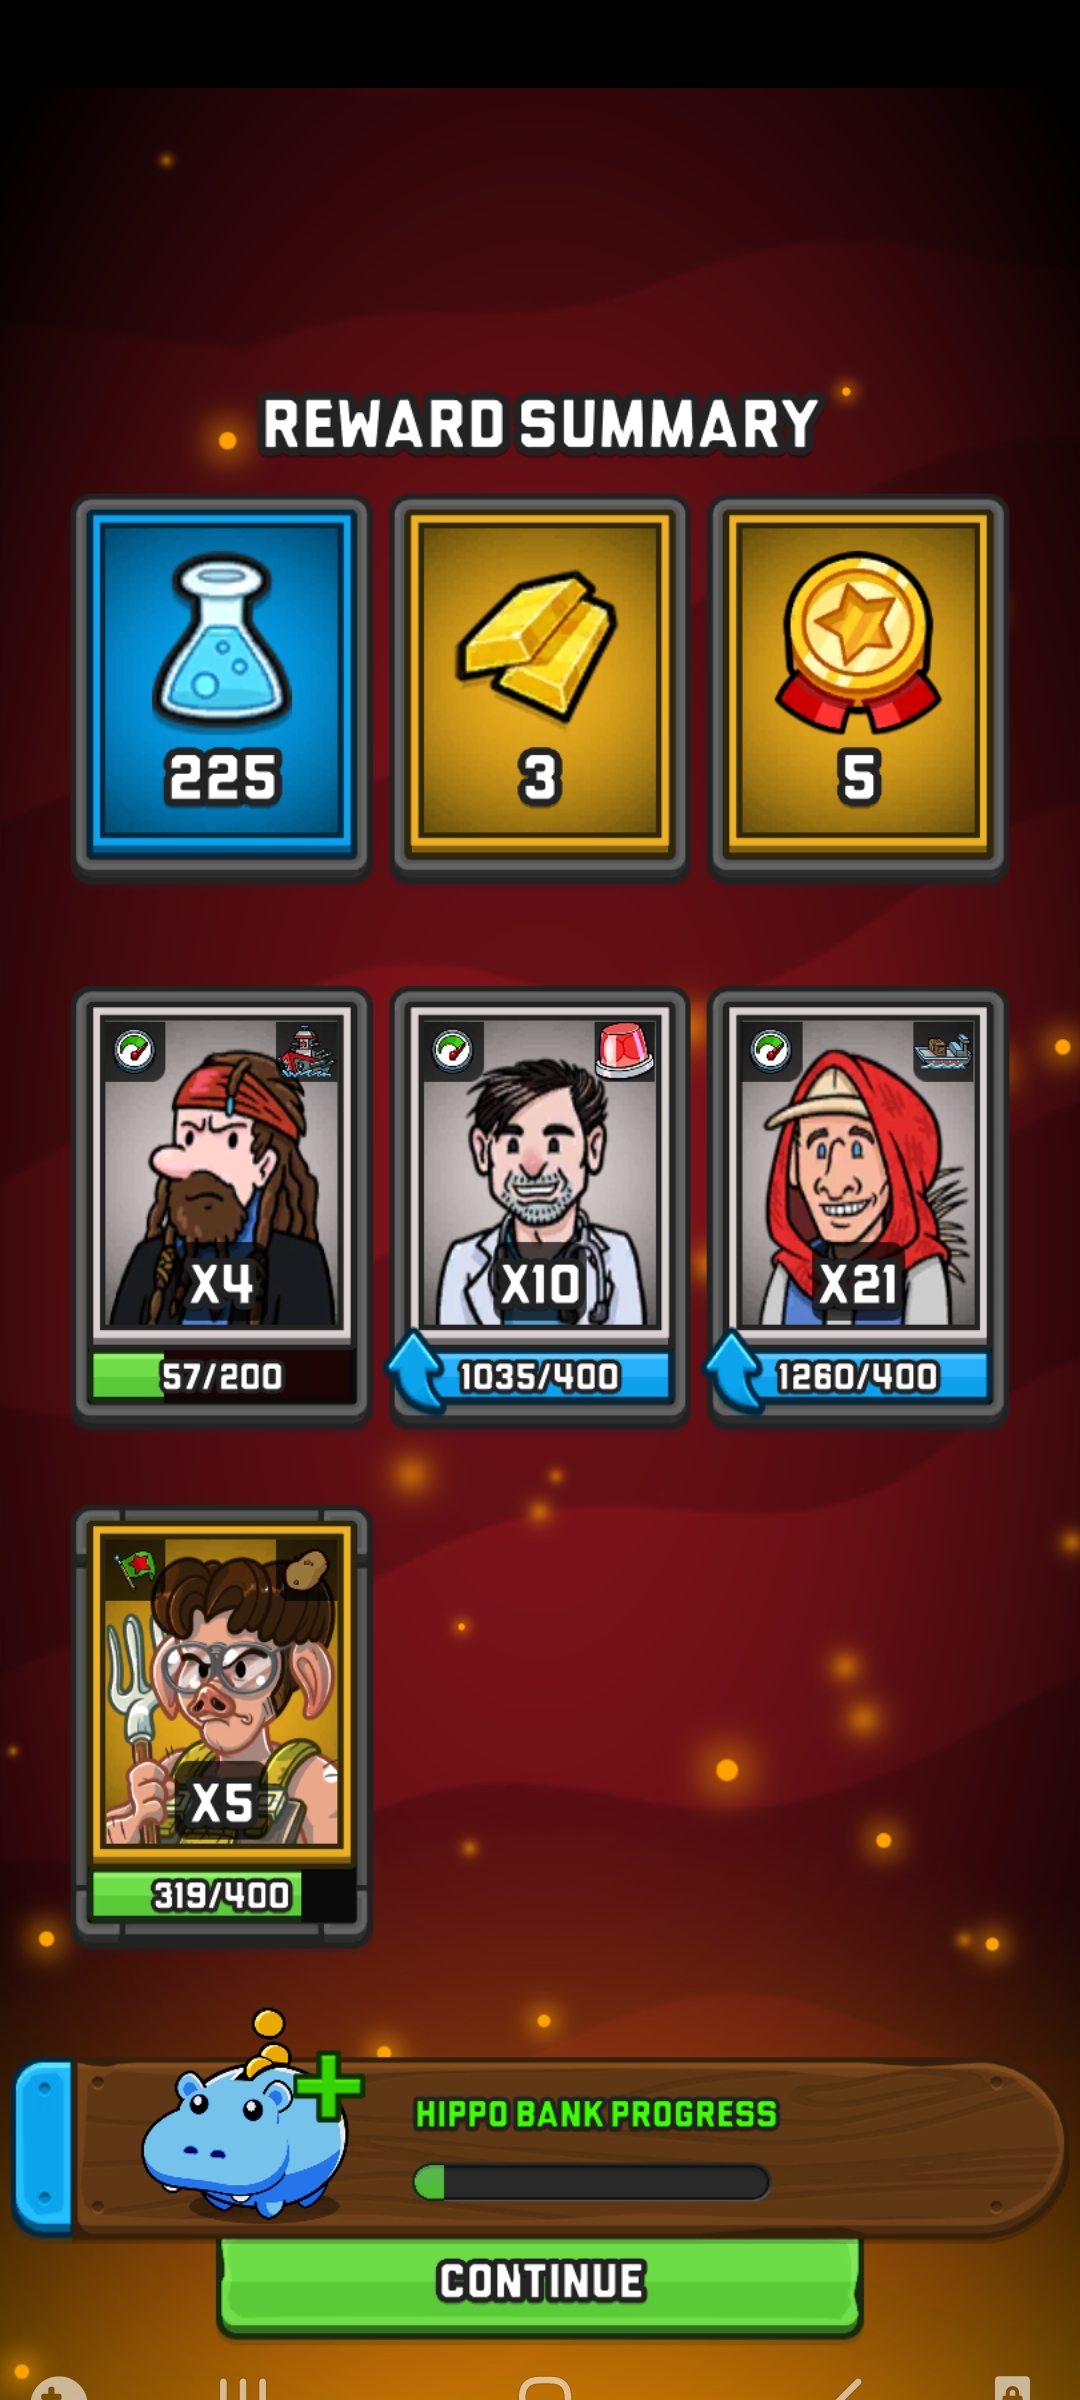 REWARD SUMMARY
225
3
5
X4
X10
X21
57/200
1035/400
1260/400
X5
319/400
HIPPO BANK PROGRESS
CONTINUE